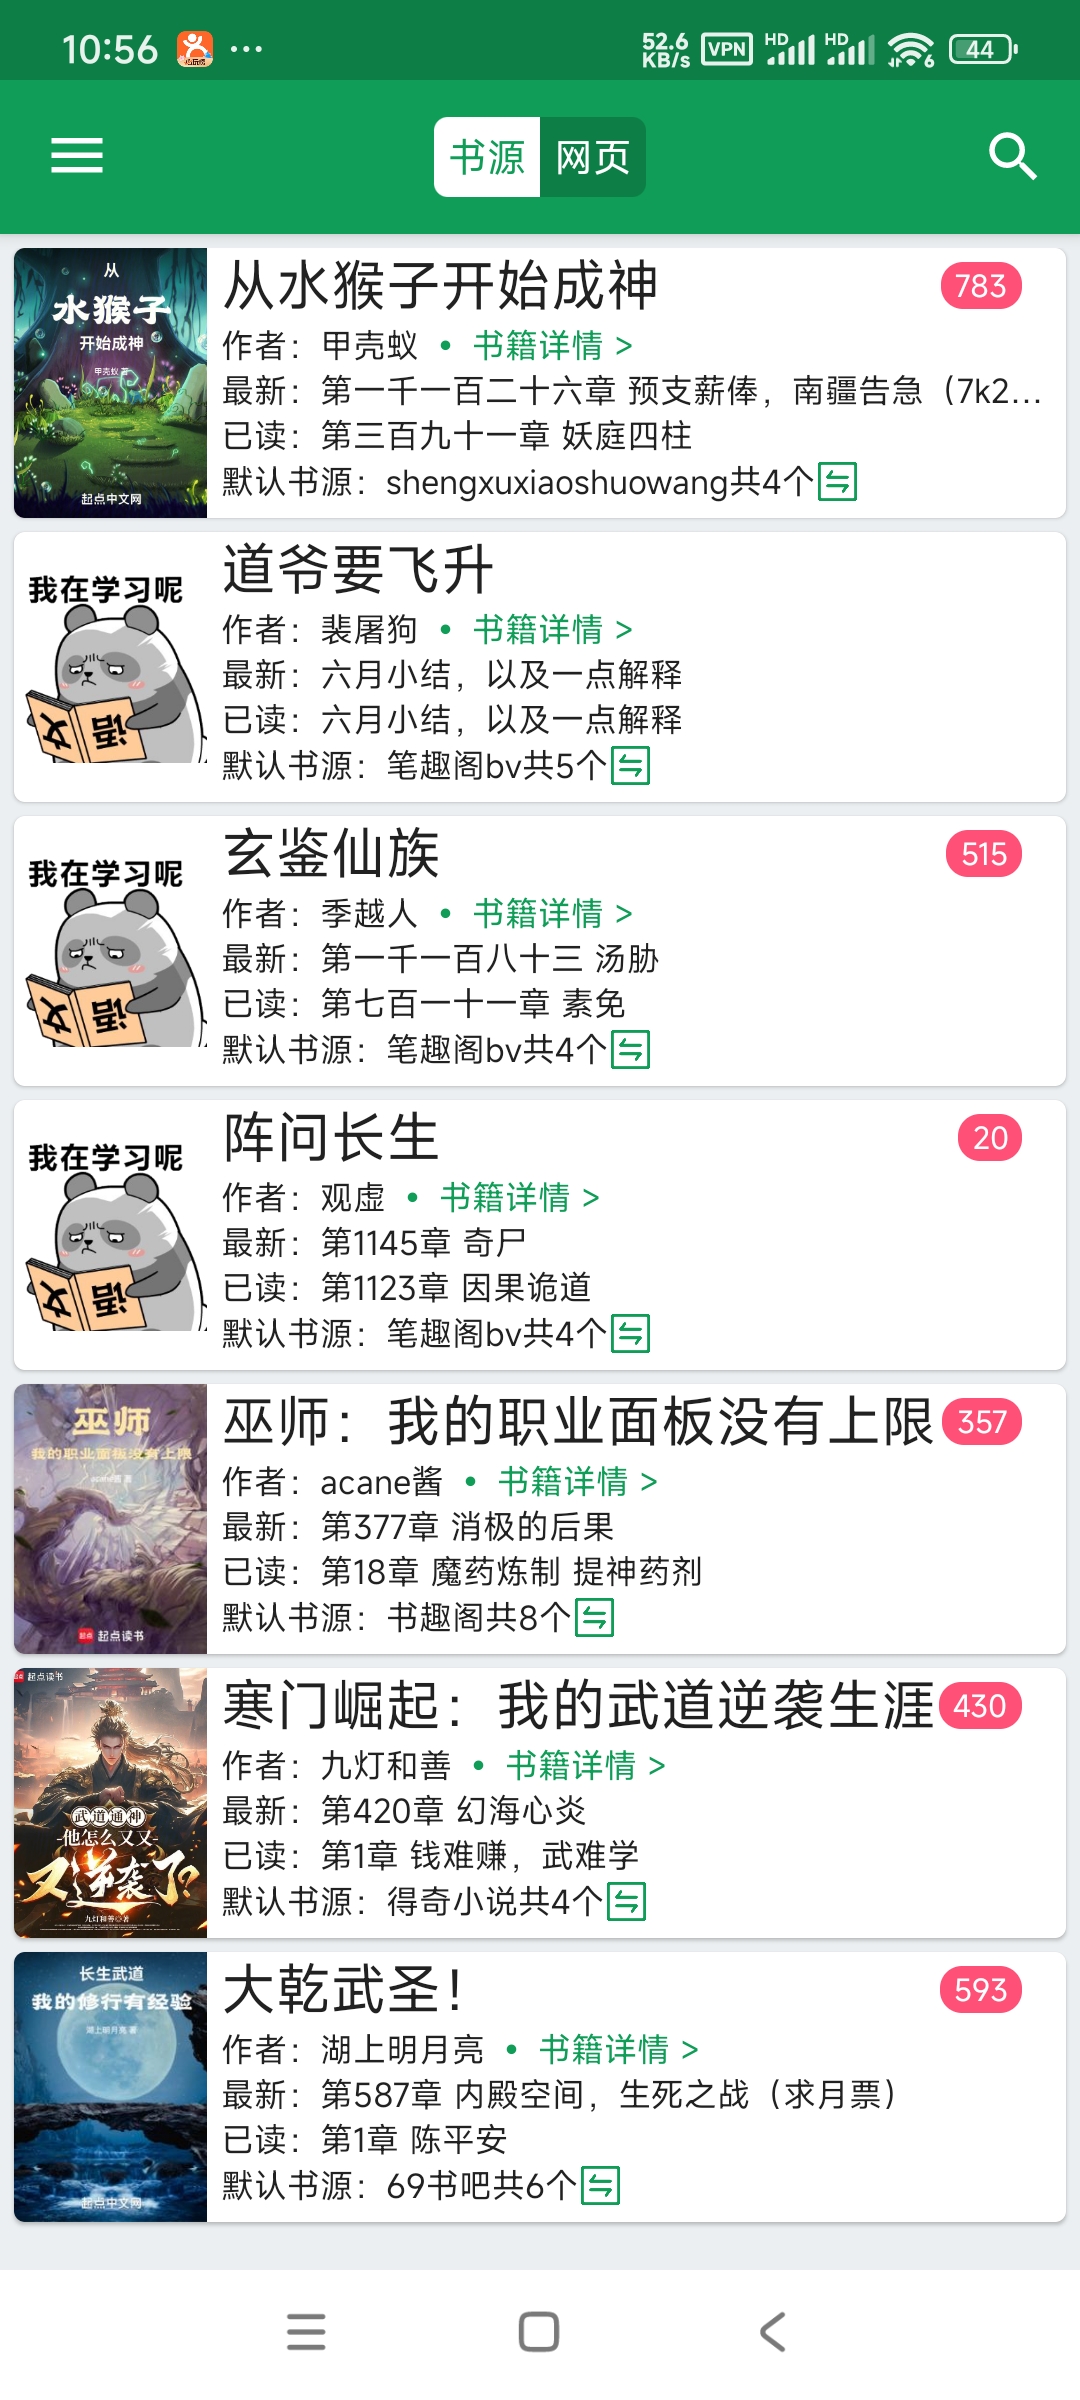 10:56
52.6 KB/s VPN HD HD 6 44
书源 网页
从
水猴子
开始成神
甲壳蚁 著
起点中文网
从水猴子开始成神 783
作者：甲壳蚁 • 书籍详情 >
最新：第一千一百二十六章 预支薪俸，南疆告急（7k2...
已读：第三百九十一章 妖庭四柱
默认书源：shengxuxiaoshuowang共4个
我在学习呢
语文
道爷要飞升
作者：裴屠狗 • 书籍详情 >
最新：六月小结，以及一点解释
已读：六月小结，以及一点解释
默认书源：笔趣阁bv共5个
我在学习呢
语文
玄鉴仙族 515
作者：季越人 • 书籍详情 >
最新：第一千一百八十三 汤胁
已读：第七百一十一章 素免
默认书源：笔趣阁bv共4个
我在学习呢
语文
阵问长生 20
作者：观虚 • 书籍详情 >
最新：第1145章 奇尸
已读：第1123章 因果诡道
默认书源：笔趣阁bv共4个
巫师
我的职业面板没有上限
acane酱 著
起点读书
巫师：我的职业面板没有上限 357
作者：acane酱 • 书籍详情 >
最新：第377章 消极的后果
已读：第18章 魔药炼制 提神药剂
默认书源：书趣阁共8个
起点读书
武道通神
-他怎么又又-
又逆袭了
九灯和善◎著
寒门崛起：我的武道逆袭生涯 430
作者：九灯和善 • 书籍详情 >
最新：第420章 幻海心炎
已读：第1章 钱难赚，武难学
默认书源：得奇小说共4个
长生武道
我的修行有经验
湖上明月亮 著
起点中文网
大乾武圣！ 593
作者：湖上明月亮 • 书籍详情 >
最新：第587章 内殿空间，生死之战（求月票）
已读：第1章 陈平安
默认书源：69书吧共6个